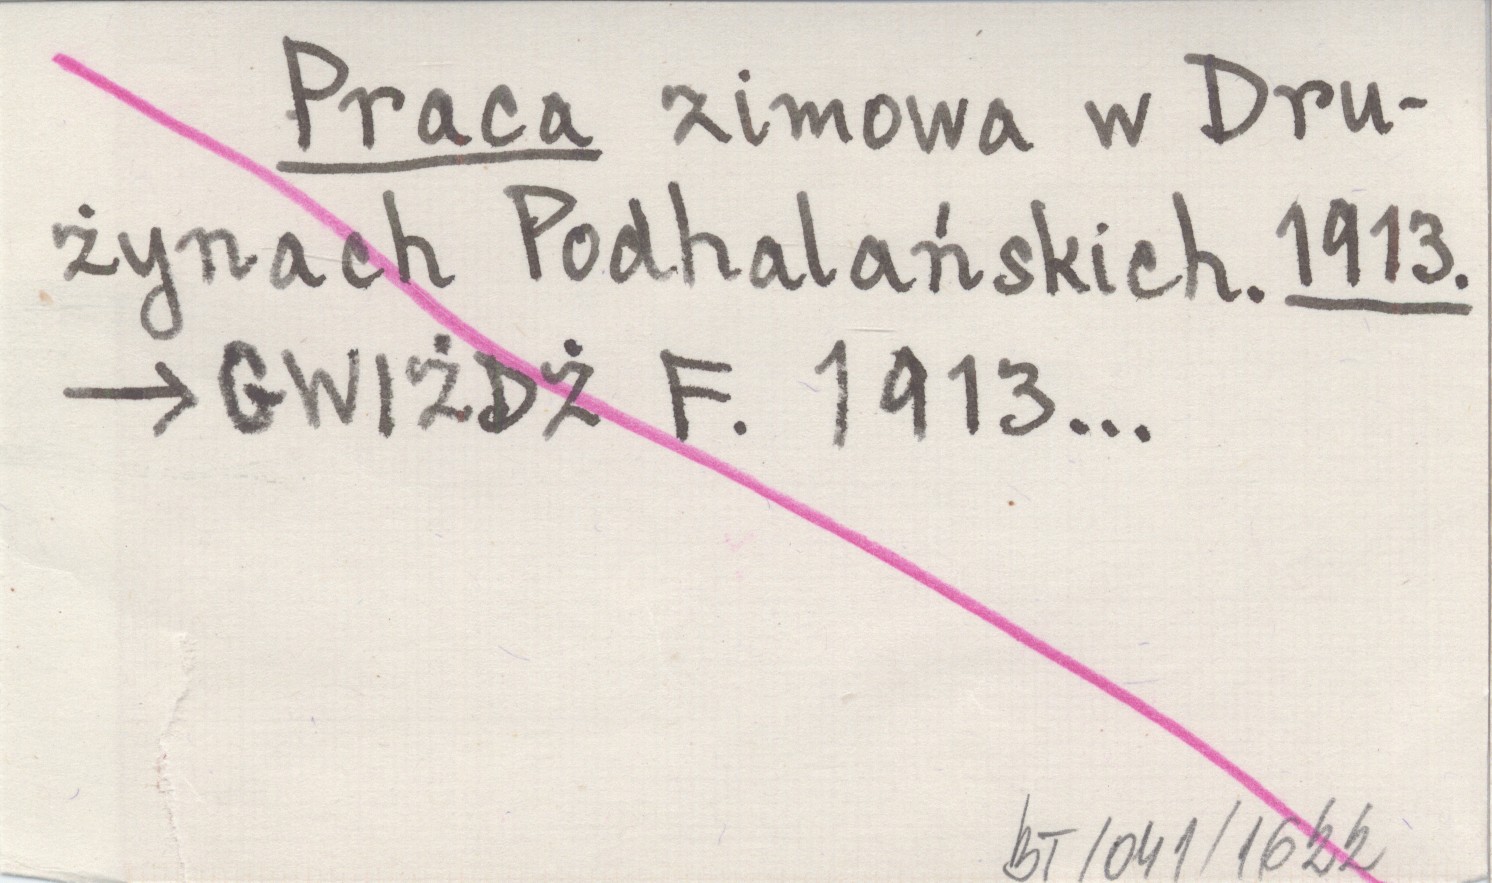 Praca zimowa w Dru-
żynach Podhalańskich. 1913.
→ GWIŻDŻ F. 1913...
BT/041/1622